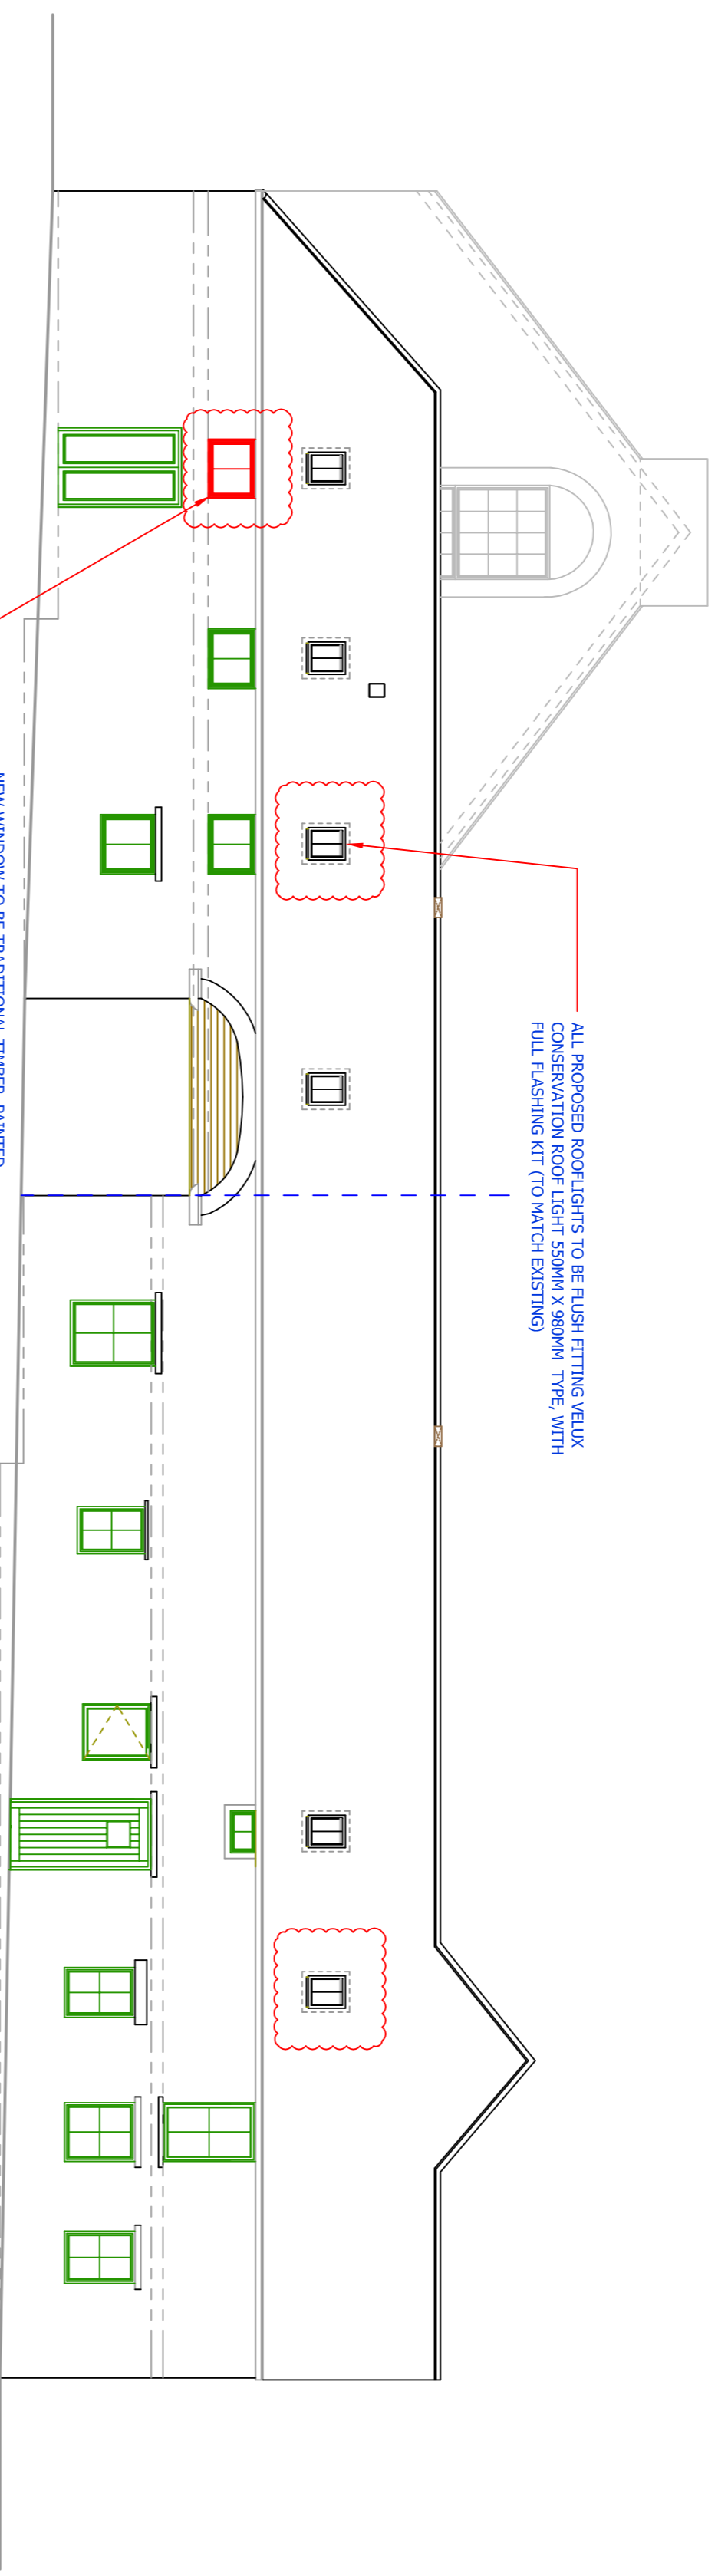 ALL PROPOSED ROOFLIGHTS TO BE FLUSH FITTING VELUX
CONSERVATION ROOF LIGHT 550MM X 980MM TYPE, WITH
FULL FLASHING KIT (TO MATCH EXISTING)
NEW WINDOW TO BE TRADITIONAL TIMBER, PAINTED